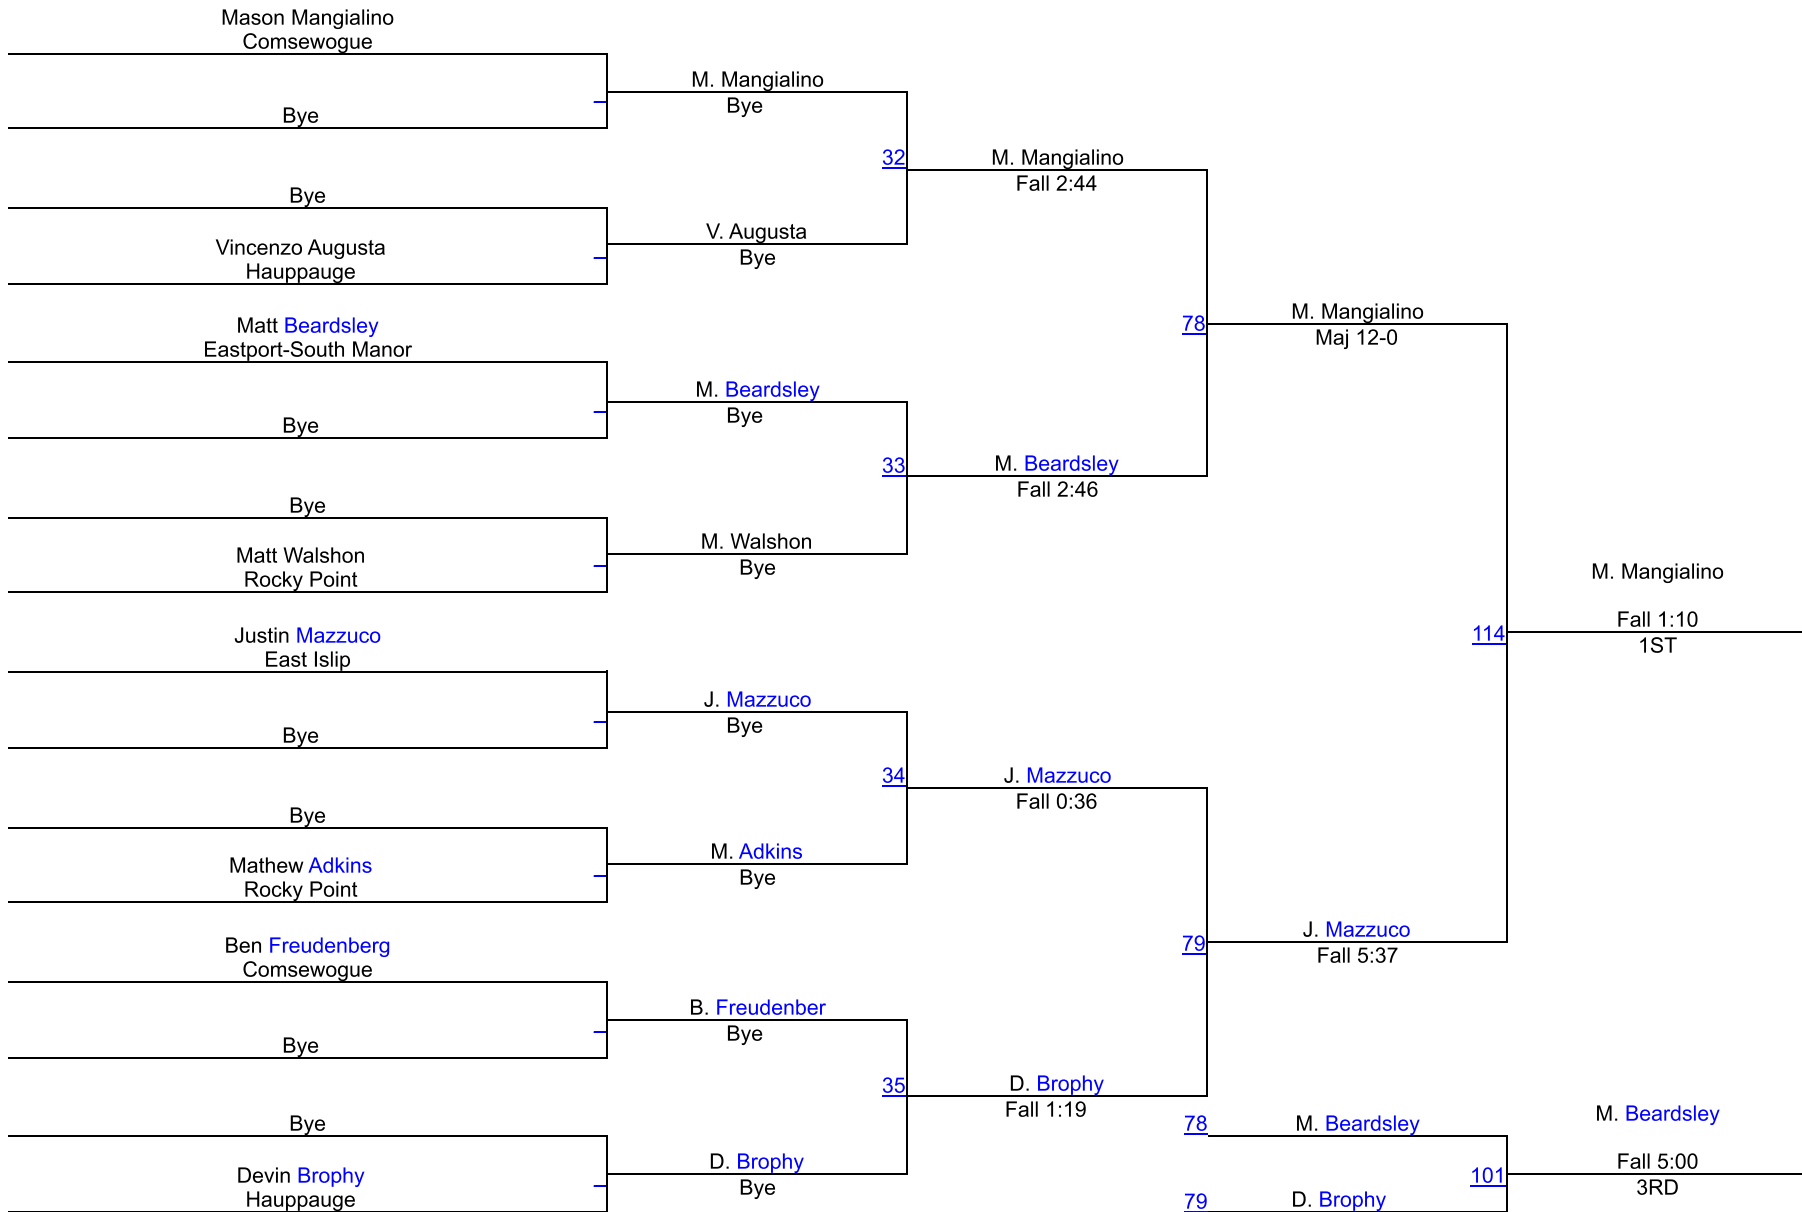 Mason Mangialino
Comsewogue
Bye
Bye
Vincenzo Augusta
Hauppauge
Matt Beardsley
Eastport-South Manor
Bye
Bye
Matt Walshon
Rocky Point
Justin Mazzuco
East Islip
Bye
Bye
Mathew Adkins
Rocky Point
Ben Freudenberg
Comsewogue
Bye
Bye
Devin Brophy
Hauppauge
M. Mangialino
Bye
V. Augusta
Bye
M. Beardsley
Bye
M. Walshon
Bye
J. Mazzuco
Bye
M. Adkins
Bye
B. Freudenber
Bye
D. Brophy
Bye
32
M. Mangialino
Fall 2:44
33
M. Beardsley
Fall 2:46
34
J. Mazzuco
Fall 0:36
35
D. Brophy
Fall 1:19
78
M. Mangialino
Maj 12-0
79
J. Mazzuco
Fall 5:37
114
M. Mangialino
Fall 1:10
1ST
78
M. Beardsley
79
D. Brophy
101
M. Beardsley
Fall 5:00
3RD